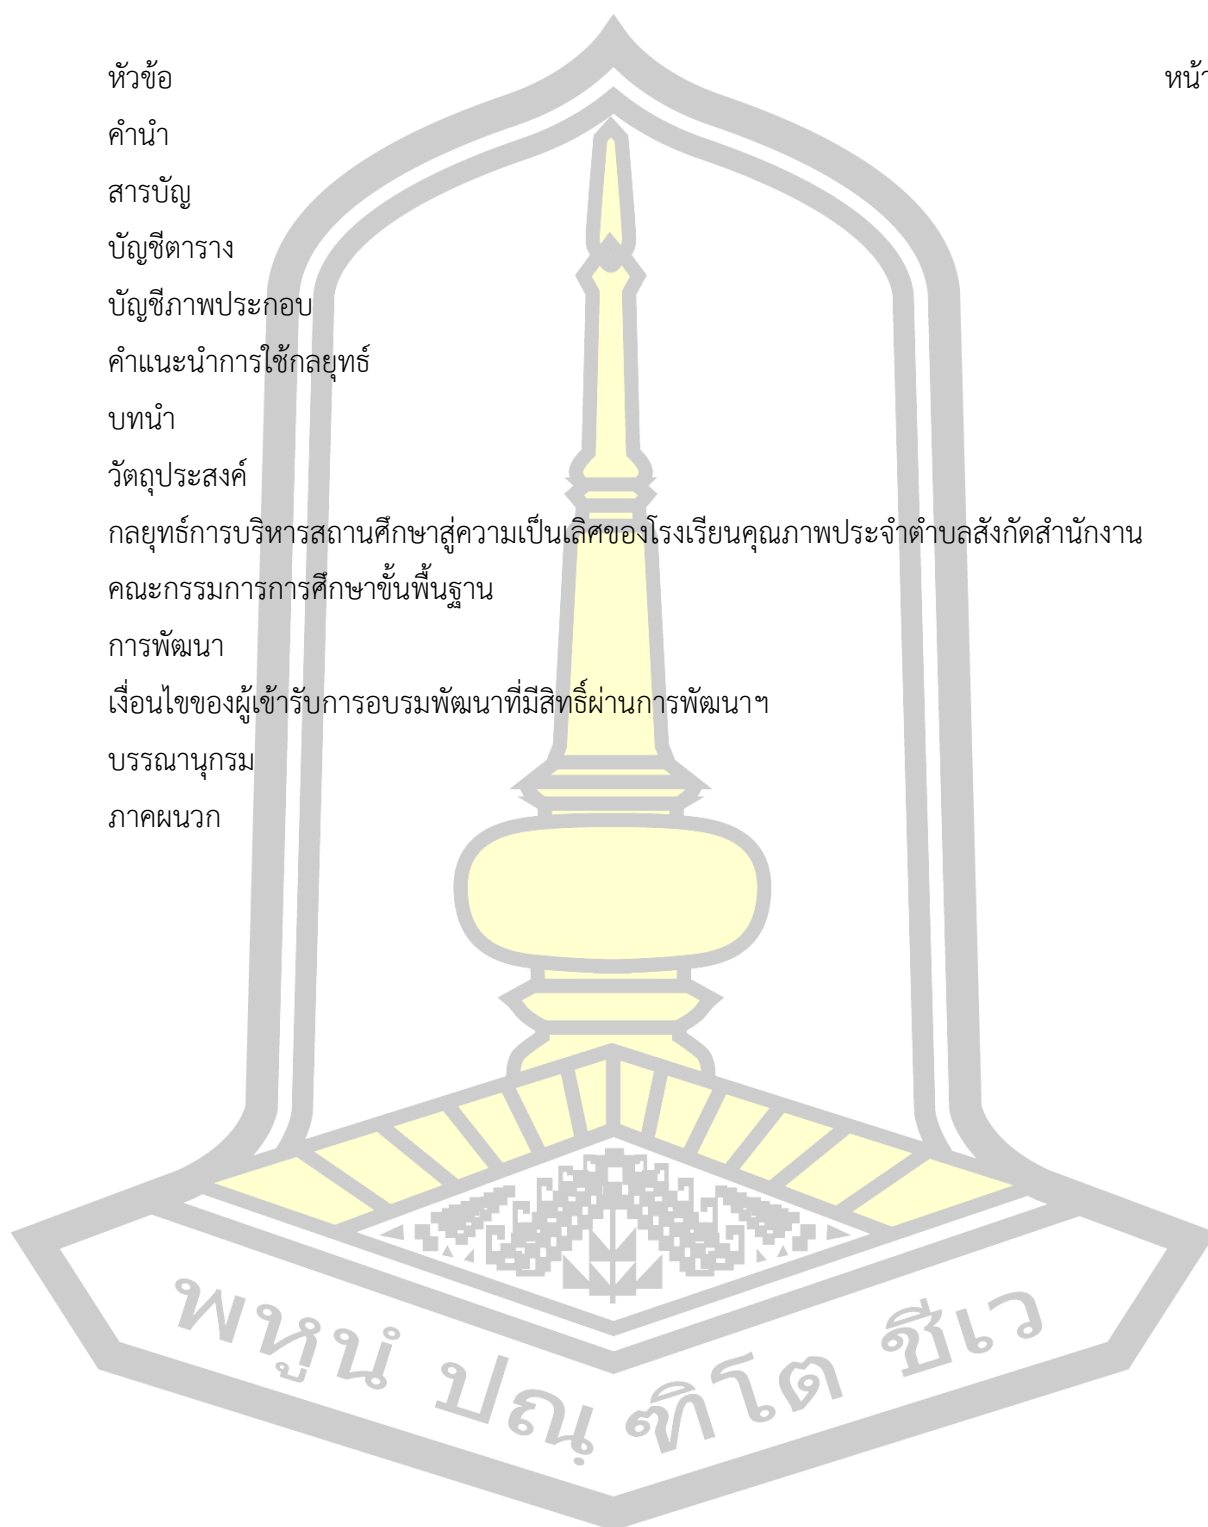 หัวข้อ หน้า
คำนำ
สารบัญ
บัญชีตาราง
บัญชีภาพประกอบ
คำแนะนำการใช้กลยุทธ์
บทนำ
วัตถุประสงค์
กลยุทธ์การบริหารสถานศึกษาสู่ความเป็นเลิศของโรงเรียนคุณภาพประจำตำบลสังกัดสำนักงาน
คณะกรรมการการศึกษาขั้นพื้นฐาน
การพัฒนา
เงื่อนไขของผู้เข้ารับการอบรมพัฒนาที่มีสิทธิ์ผ่านการพัฒนาฯ
บรรณานุกรม
ภาคผนวก
พหูนํ ปณฺฑิโต ชีเว